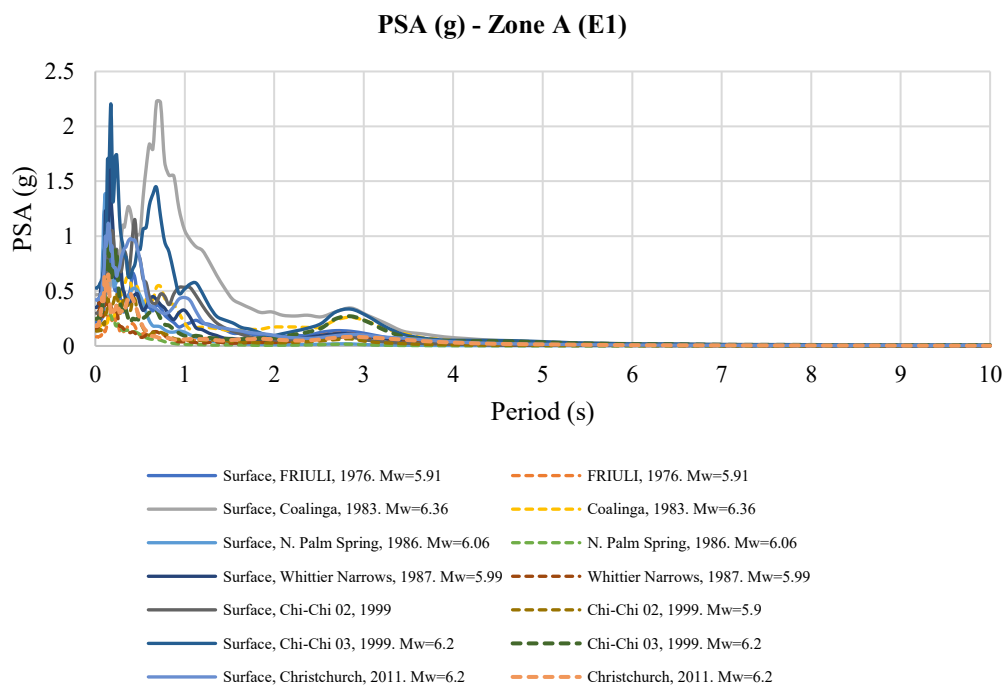 PSA (g) - Zone A (E1)
2.5
2
1.5
1
0.5
0
PSA (g)
0 1 2 3 4 5 6 7 8 9 10
Period (s)
Surface, FRIULI, 1976. Mw=5.91 FRIULI, 1976. Mw=5.91
Surface, Coalinga, 1983. Mw=6.36 Coalinga, 1983. Mw=6.36
Surface, N. Palm Spring, 1986. Mw=6.06 N. Palm Spring, 1986. Mw=6.06
Surface, Whittier Narrows, 1987. Mw=5.99 Whittier Narrows, 1987. Mw=5.99
Surface, Chi-Chi 02, 1999 Chi-Chi 02, 1999. Mw=5.9
Surface, Chi-Chi 03, 1999. Mw=6.2 Chi-Chi 03, 1999. Mw=6.2
Surface, Christchurch, 2011. Mw=6.2 Christchurch, 2011. Mw=6.2